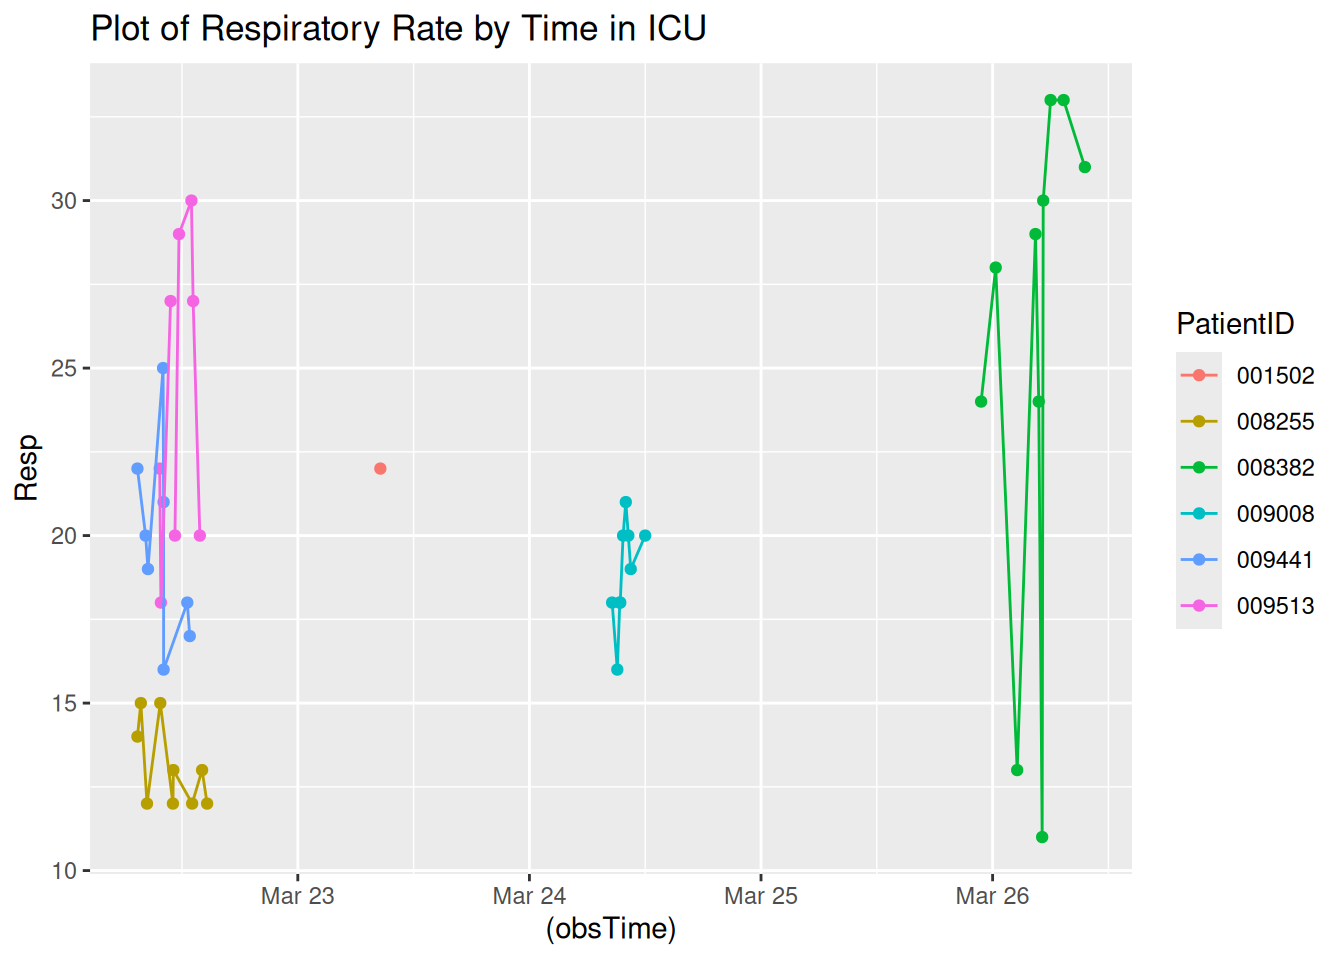 Plot of Respiratory Rate by Time in ICU
30
25
20
15
10
Resp
Mar 23
Mar 24
Mar 25
Mar 26
(obsTime)
PatientID
001502
008255
008382
009008
009441
009513